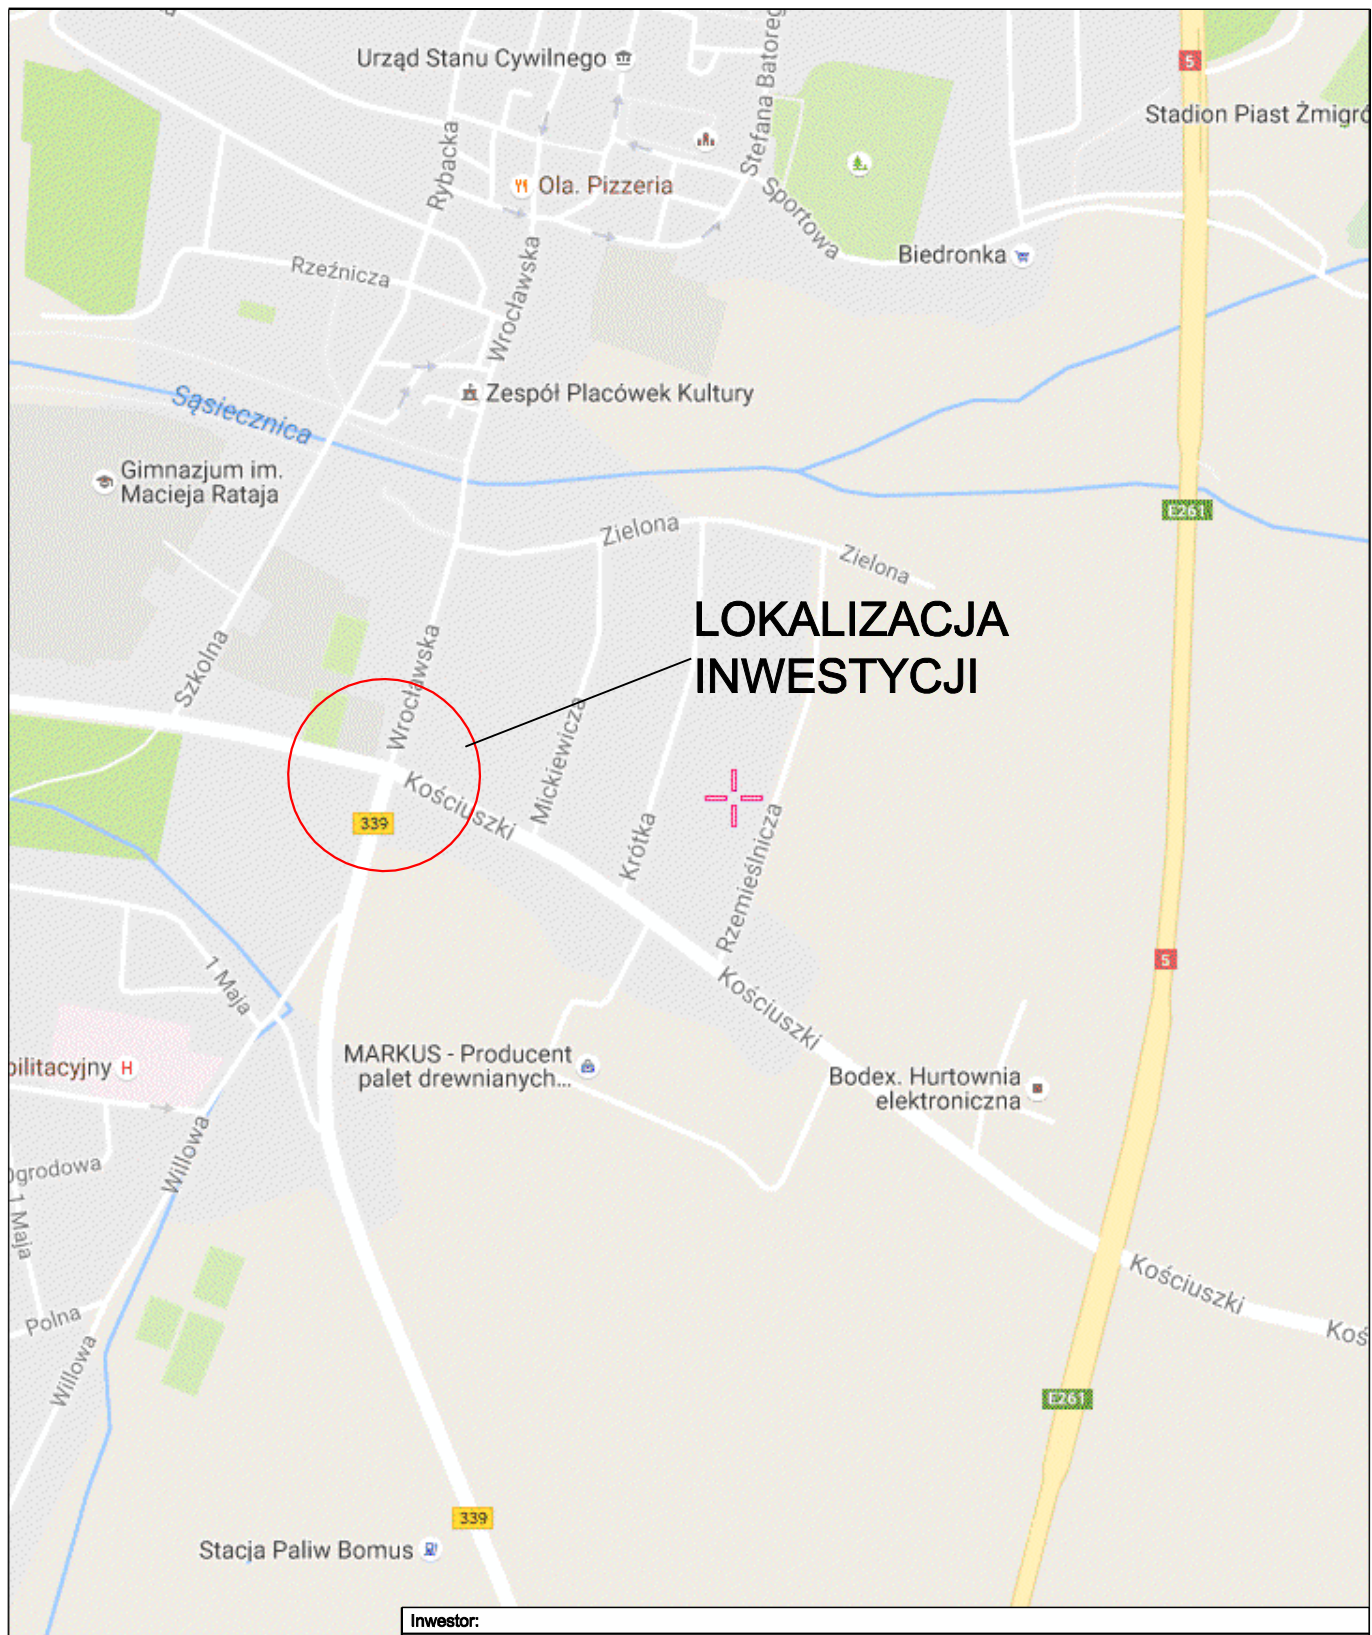 Urząd Stanu Cywilnego
5
Stefana Batoreg
Stadion Piast Żmigró
Rybacka
Ola. Pizzeria
Sportowa
Biedronka
Rzeźnicza
Wrocławska
Zespół Placówek Kultury
Sąsiecznica
Gimnazjum im.
Macieja Rataja
E261
Zielona
Zielona
LOKALIZACJA
INWESTYCJI
Szkolna
Wrocławska
Mickiewicza
Kościuszki
339
Krótka
Rzemieślnicza
5
1 Maja
Kościuszki
MARKUS - Producent
palet drewnianych...
bilitacyjny H
Bodex. Hurtownia
elektroniczna
Willowa
Ogrodowa
1 Maja
Kościuszki
Polna
Koś
Willowa
E261
339
Stacja Paliw Bomus
Inwestor: